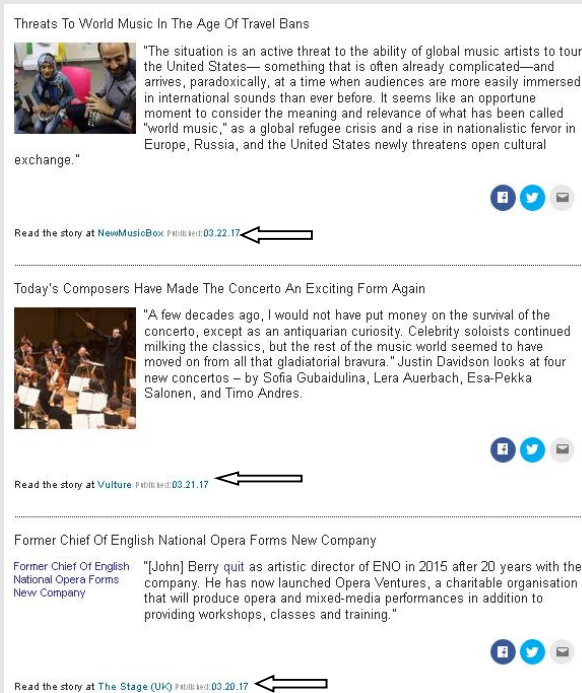 Threats To World Music In The Age Of Travel Bans
"The situation is an active threat to the ability of global music artists to tour
the United States— something that is often already complicated—and
arrives, paradoxically, at a time when audiences are more easily immersed
in international sounds than ever before. It seems like an opportune
moment to consider the meaning and relevance of what has been called
"world music," as a global refugee crisis and a rise in nationalistic fervor in
Europe, Russia, and the United States newly threatens open cultural
exchange."
Read the story at NewMusicBox Published:03.22.17
Today's Composers Have Made The Concerto An Exciting Form Again
"A few decades ago, I would not have put money on the survival of the
concerto, except as an antiquarian curiosity. Celebrity soloists continued
milking the classics, but the rest of the music world seemed to have
moved on from all that gladiatorial bravura." Justin Davidson looks at four
new concertos – by Sofia Gubaidulina, Lera Auerbach, Esa-Pekka
Salonen, and Timo Andres.
Read the story at Vulture Published:03.21.17
Former Chief Of English National Opera Forms New Company
Former Chief Of English
National Opera Forms
New Company
"[John] Berry quit as artistic director of ENO in 2015 after 20 years with the
company. He has now launched Opera Ventures, a charitable organisation
that will produce opera and mixed-media performances in addition to
providing workshops, classes and training."
Read the story at The Stage (UK) Published:03.20.17